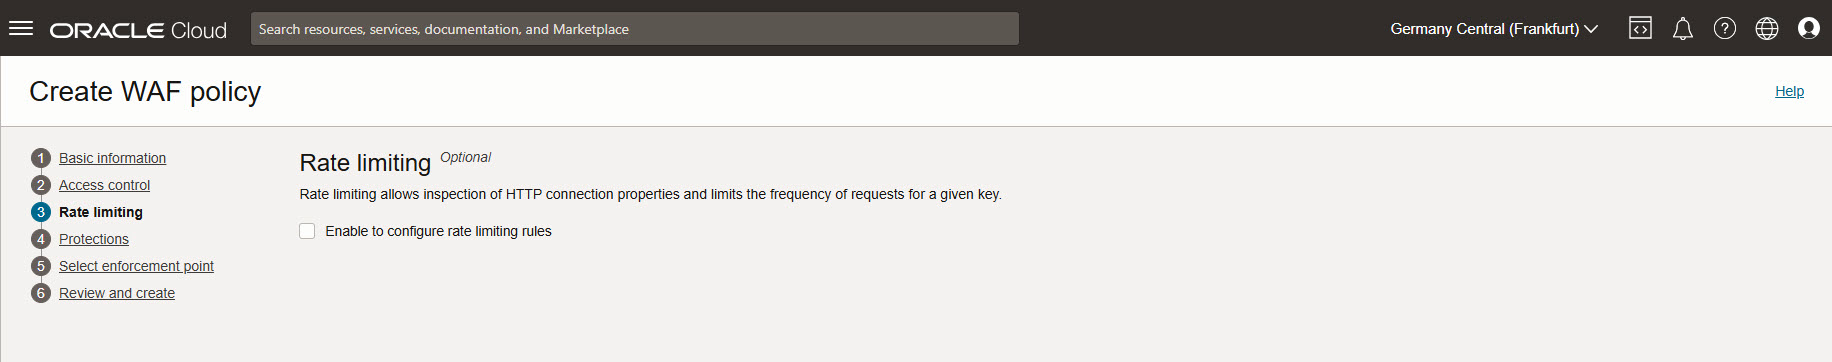 ORACLE Cloud
Search resources, services, documentation, and Marketplace
Germany Central (Frankfurt)
Create WAF policy
Help
1 Basic information
2 Access control
3 Rate limiting
4 Protections
5 Select enforcement point
6 Review and create
Rate limiting Optional
Rate limiting allows inspection of HTTP connection properties and limits the frequency of requests for a given key.
Enable to configure rate limiting rules